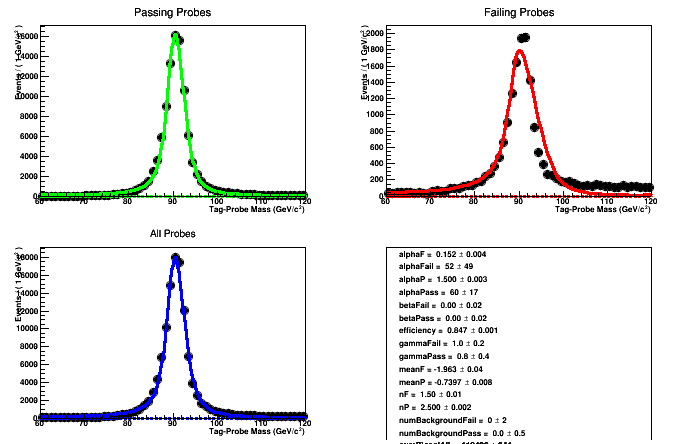 Passing Probes
Events / ( 1 GeV/c² )
16000
14000
12000
10000
8000
6000
4000
2000
0
60 70 80 90 100 110 120
Tag-Probe Mass (GeV/c²)
Failing Probes
Events / ( 1 GeV/c² )
2000
1800
1600
1400
1200
1000
800
600
400
200
0
60 70 80 90 100 110 120
Tag-Probe Mass (GeV/c²)
All Probes
Events / ( 1 GeV/c² )
18000
16000
14000
12000
10000
8000
6000
4000
2000
0
60 70 80 90 100 110 120
Tag-Probe Mass (GeV/c²)
alphaF = 0.152 ± 0.004
alphaFail = 52 ± 49
alphaP = 1.500 ± 0.003
alphaPass = 60 ± 17
betaFail = 0.00 ± 0.02
betaPass = 0.00 ± 0.02
efficiency = 0.847 ± 0.001
gammaFail = 1.0 ± 0.2
gammaPass = 0.8 ± 0.4
meanF = -1.963 ± 0.04
meanP = -0.7397 ± 0.008
nF = 1.50 ± 0.01
nP = 2.500 ± 0.002
numBackgroundFail = 0 ± 2
numBackgroundPass = 0.0 ± 0.5